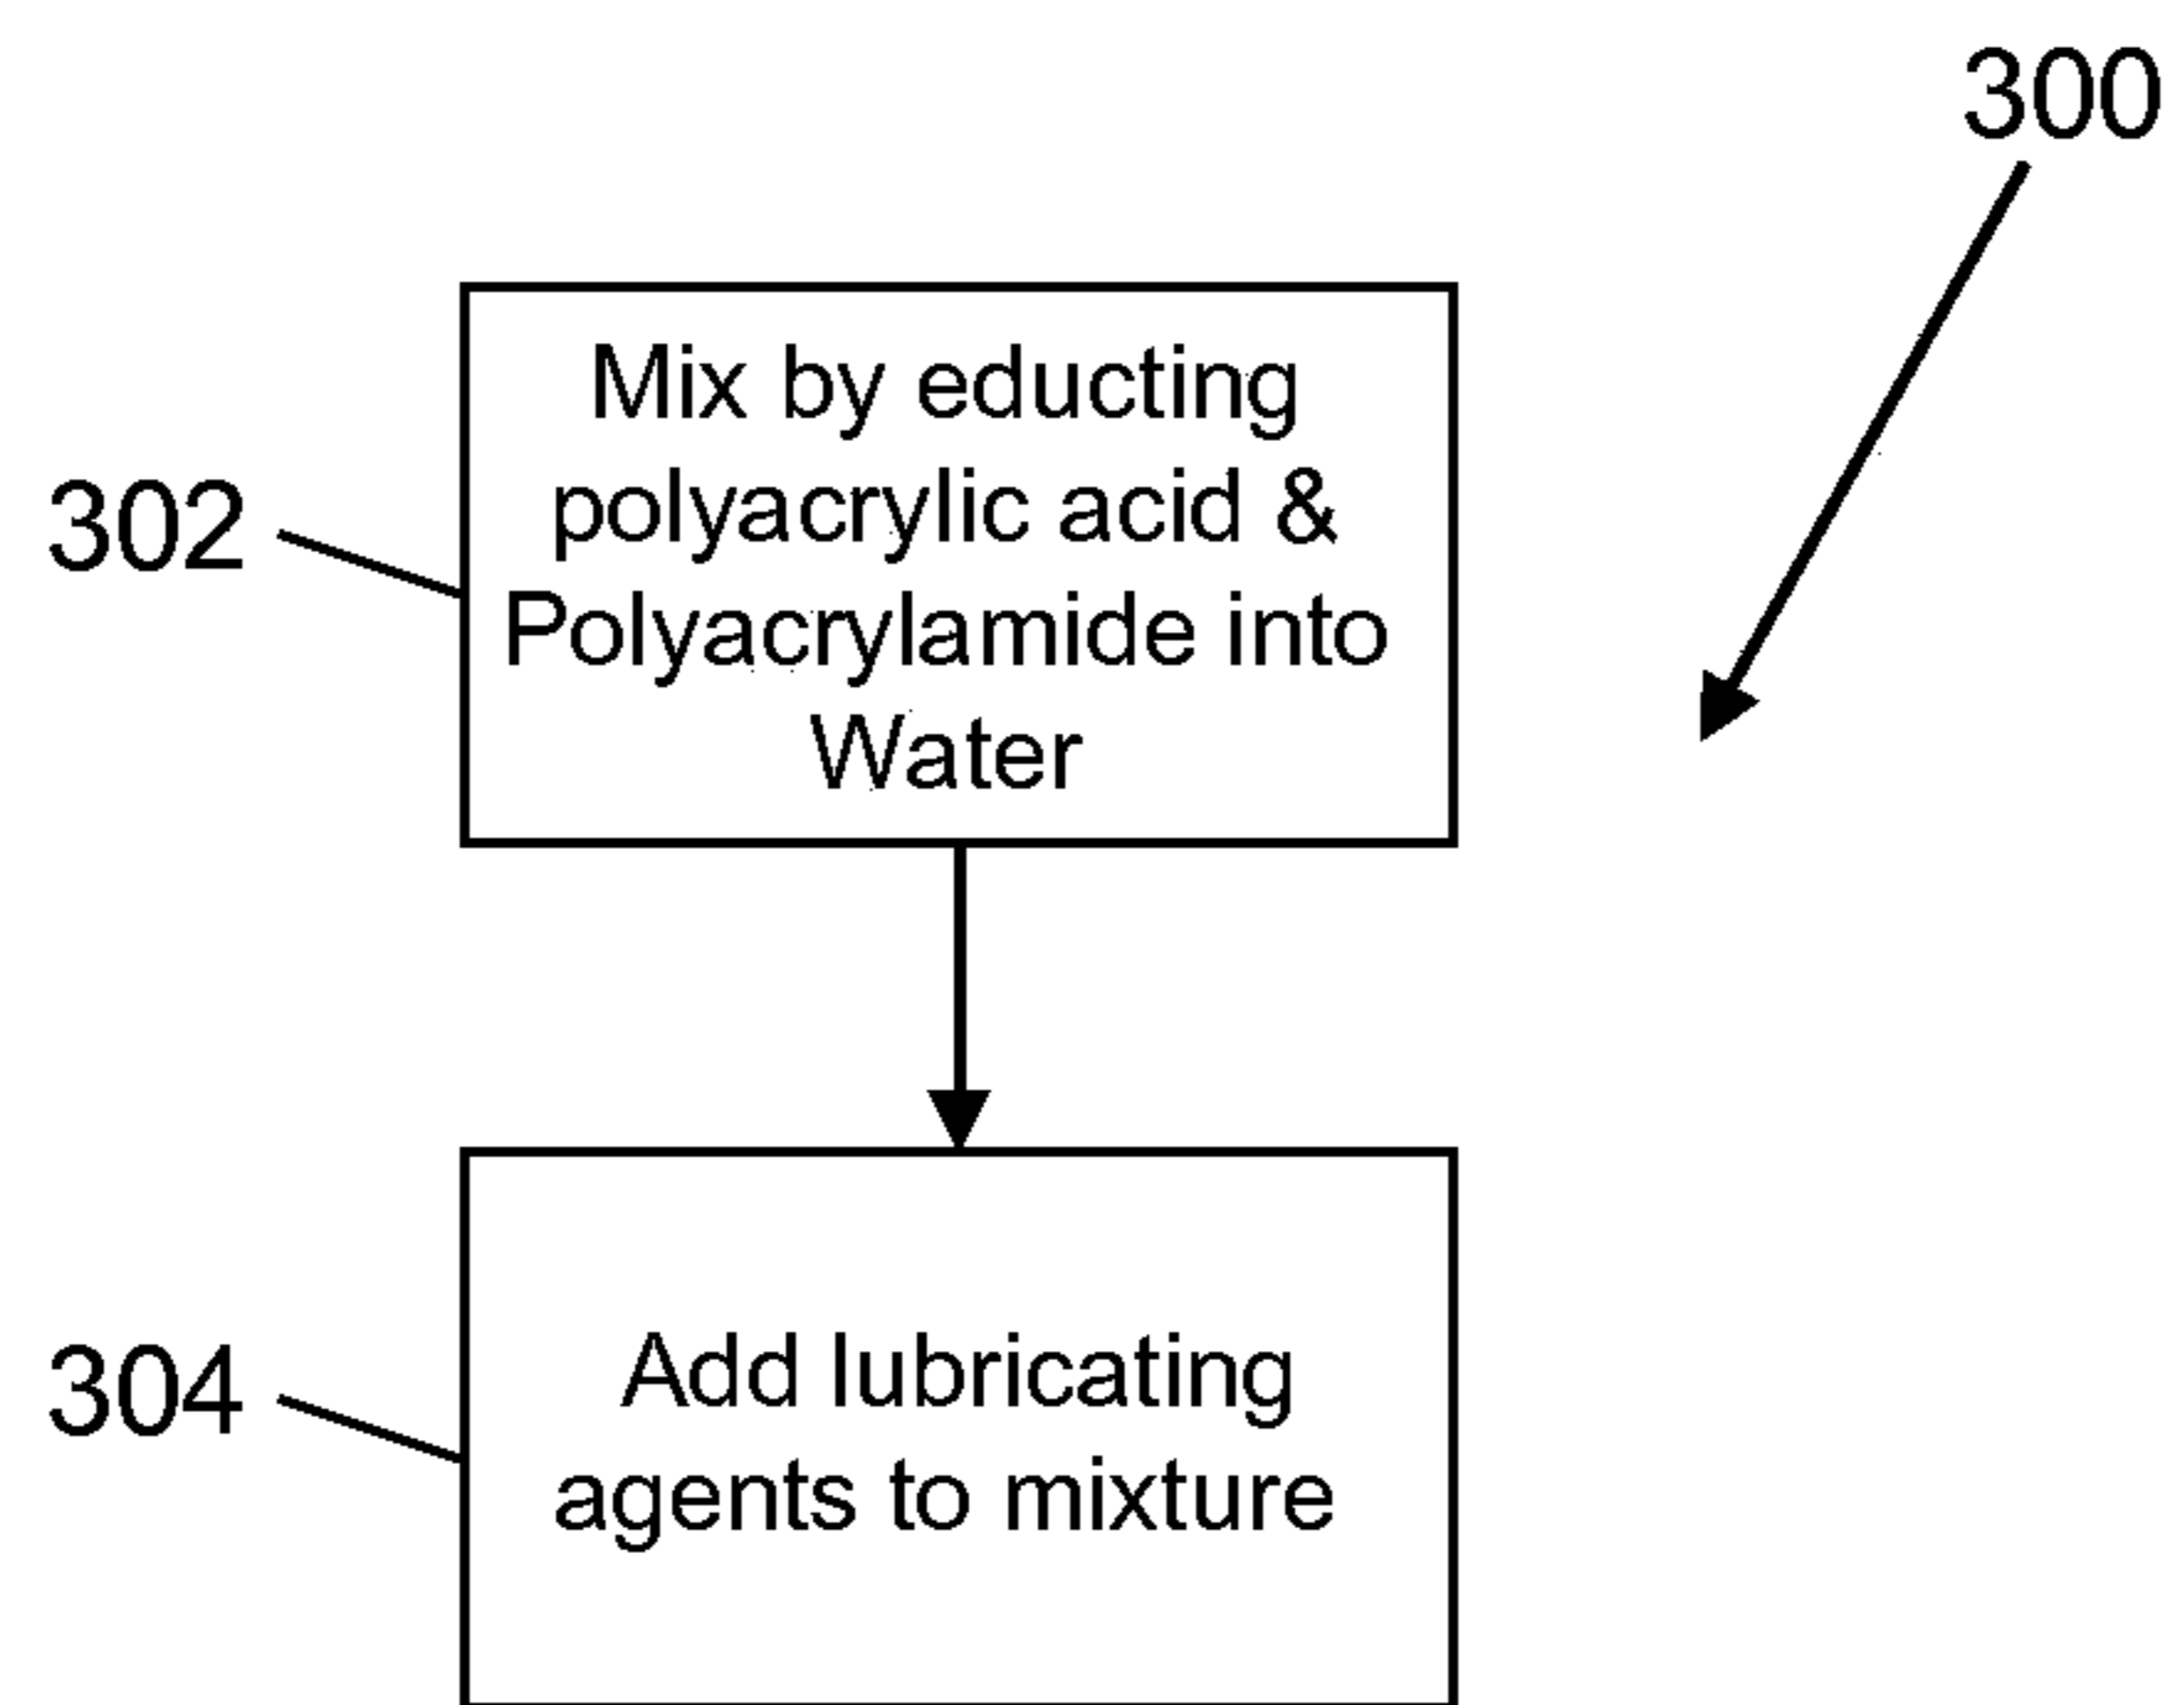 300
Mix by educting
302
polyacrylic acid &
Polyacrylamide into
Water
304
Add lubricating
agents to mixture